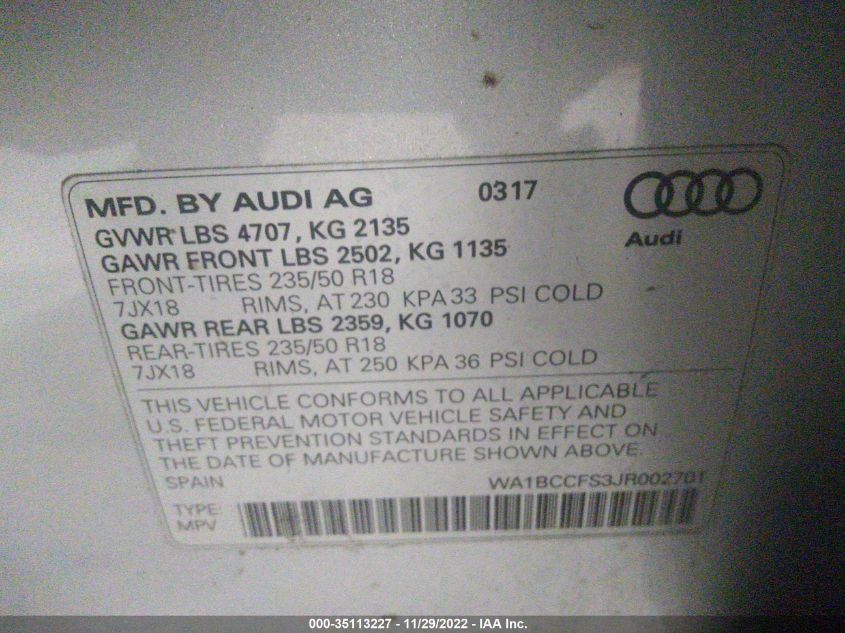 MFD. BY AUDI AG 0317
Audi
GVWR LBS 4707, KG 2135
GAWR FRONT LBS 2502, KG 1135
FRONT-TIRES 235/50 R18
7JX18 RIMS, AT 230 KPA 33 PSI COLD
GAWR REAR LBS 2359, KG 1070
REAR-TIRES 235/50 R18
7JX18 RIMS, AT 250 KPA 36 PSI COLD
THIS VEHICLE CONFORMS TO ALL APPLICABLE
U.S. FEDERAL MOTOR VEHICLE SAFETY AND
THEFT PREVENTION STANDARDS IN EFFECT ON
THE DATE OF MANUFACTURE SHOWN ABOVE.
SPAIN WA1BCCFS3JR002701
TYPE:
MPV
000-35113227 - 11/29/2022 - IAA Inc.